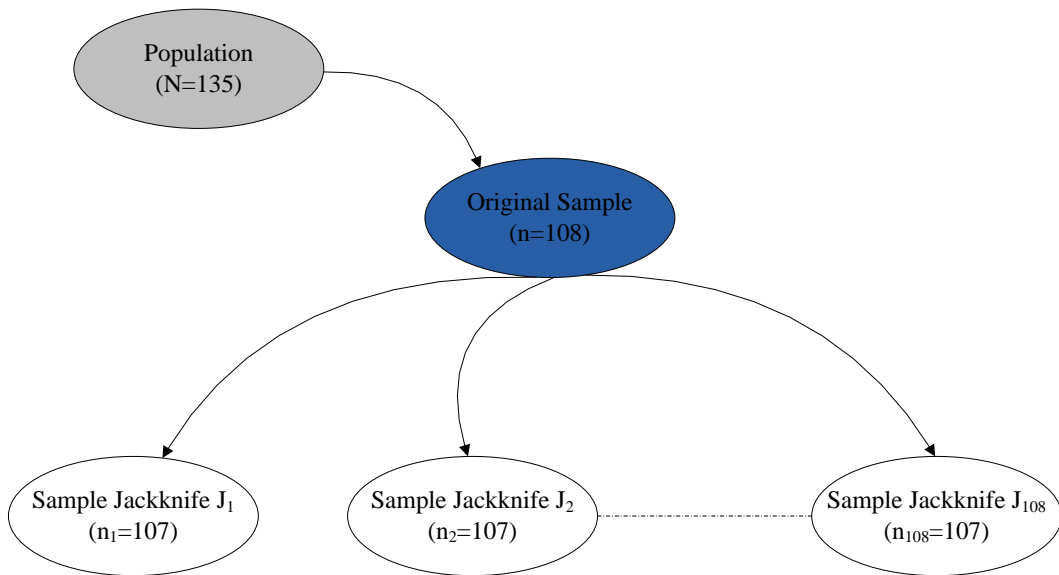 Population
(N=135)
Original Sample
(n=108)
Sample Jackknife J₁
(n₁=107)
Sample Jackknife J₂
(n₂=107)
Sample Jackknife J₁₀₈
(n₁₀₈=107)